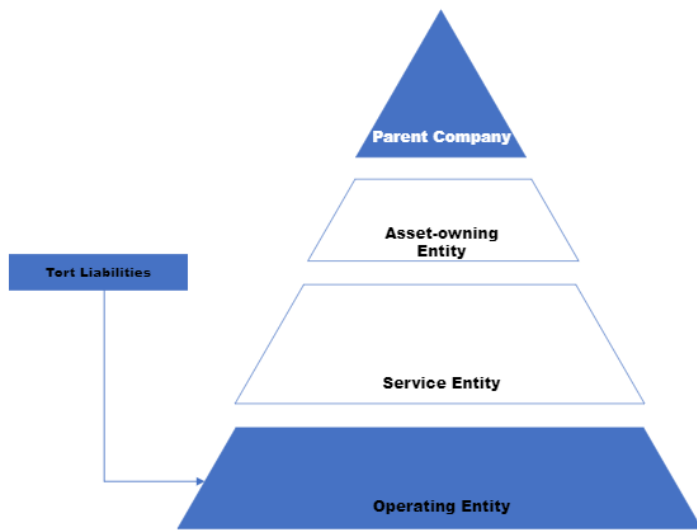 Parent Company
Asset-owning
Entity
Tort Liabilities
Service Entity
Operating Entity